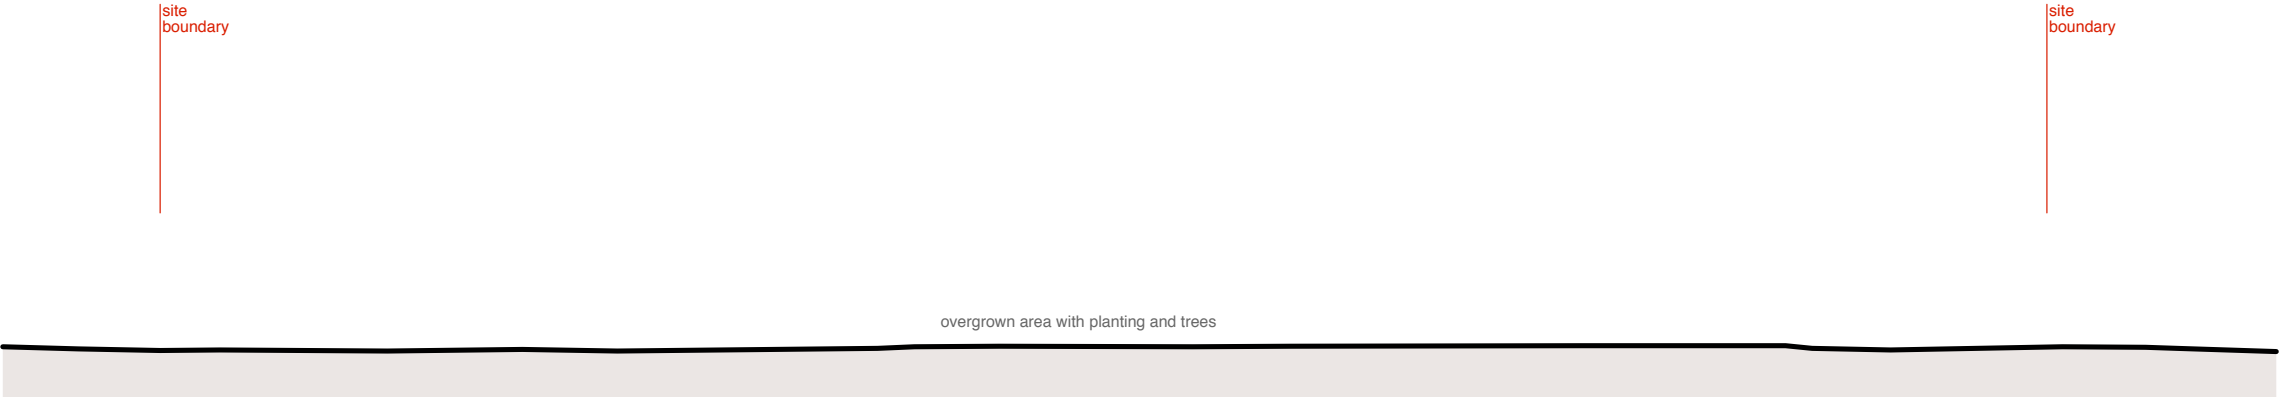 site
boundary
site
boundary
overgrown area with planting and trees